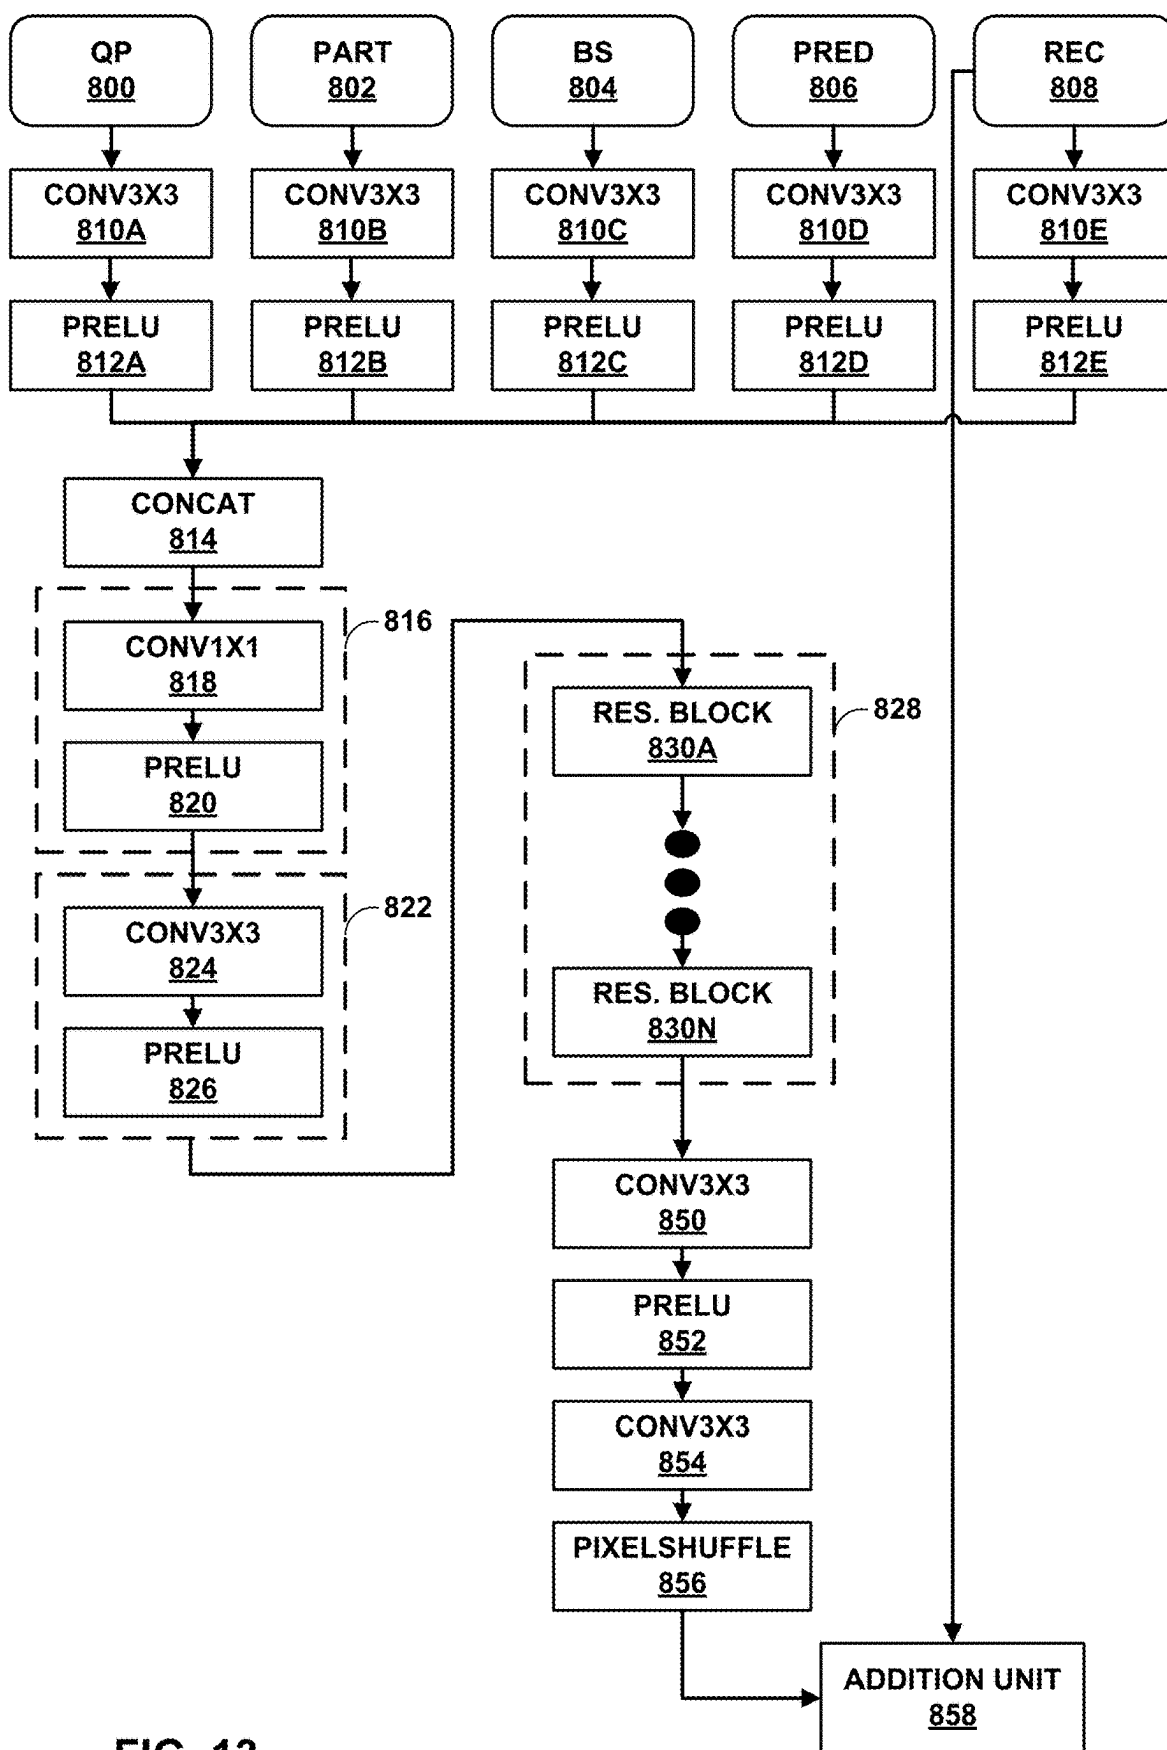 QP
800
PART
802
BS
804
PRED
806
REC
808
CONV3X3
810A
CONV3X3
810B
CONV3X3
810C
CONV3X3
810D
CONV3X3
810E
PRELU
812A
PRELU
812B
PRELU
812C
PRELU
812D
PRELU
812E
CONCAT
814
816
CONV1X1
818
PRELU
820
822
CONV3X3
824
PRELU
826
828
RES. BLOCK
830A
RES. BLOCK
830N
CONV3X3
850
PRELU
852
CONV3X3
854
PIXELSHUFFLE
856
ADDITION UNIT
858
FIG.